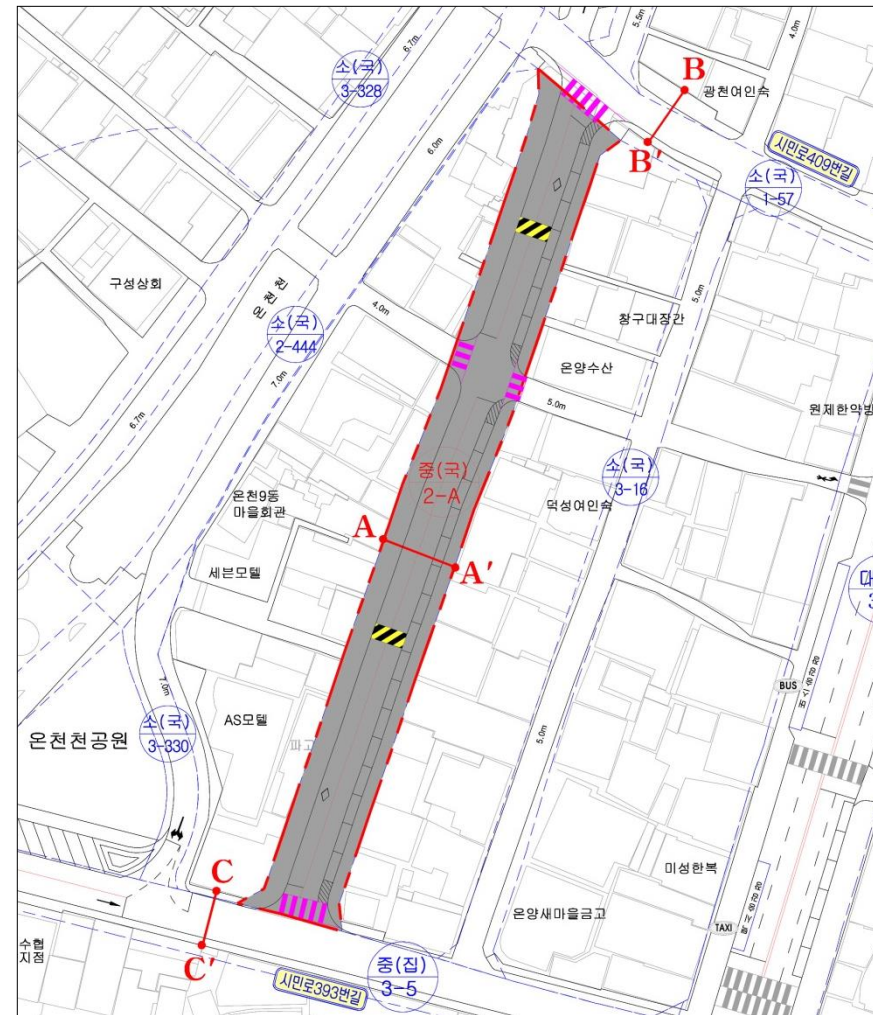 5.5m
4.0m
6.7m
소(국)
3-328
B
광천여인숙
6.0m
B'
시민로409번길
소(국)
1-57
구성상회
온천천
5.0m
4.0m
소(국)
2-444
창구대장간
7.0m
온양수산
6.7m
5.0m
원제한약방
중(국)
2-A
소(국)
3-16
온천9동
마을회관
덕성여인숙
A
A'
세븐모텔
대
3
BUS
7.0m
소(국)
3-330
AS모텔
온천천공원
파고
5.0m
미성한복
C
온양새마을금고
TAXI
수협
지점
C'
중(집)
3-5
시민로393번길